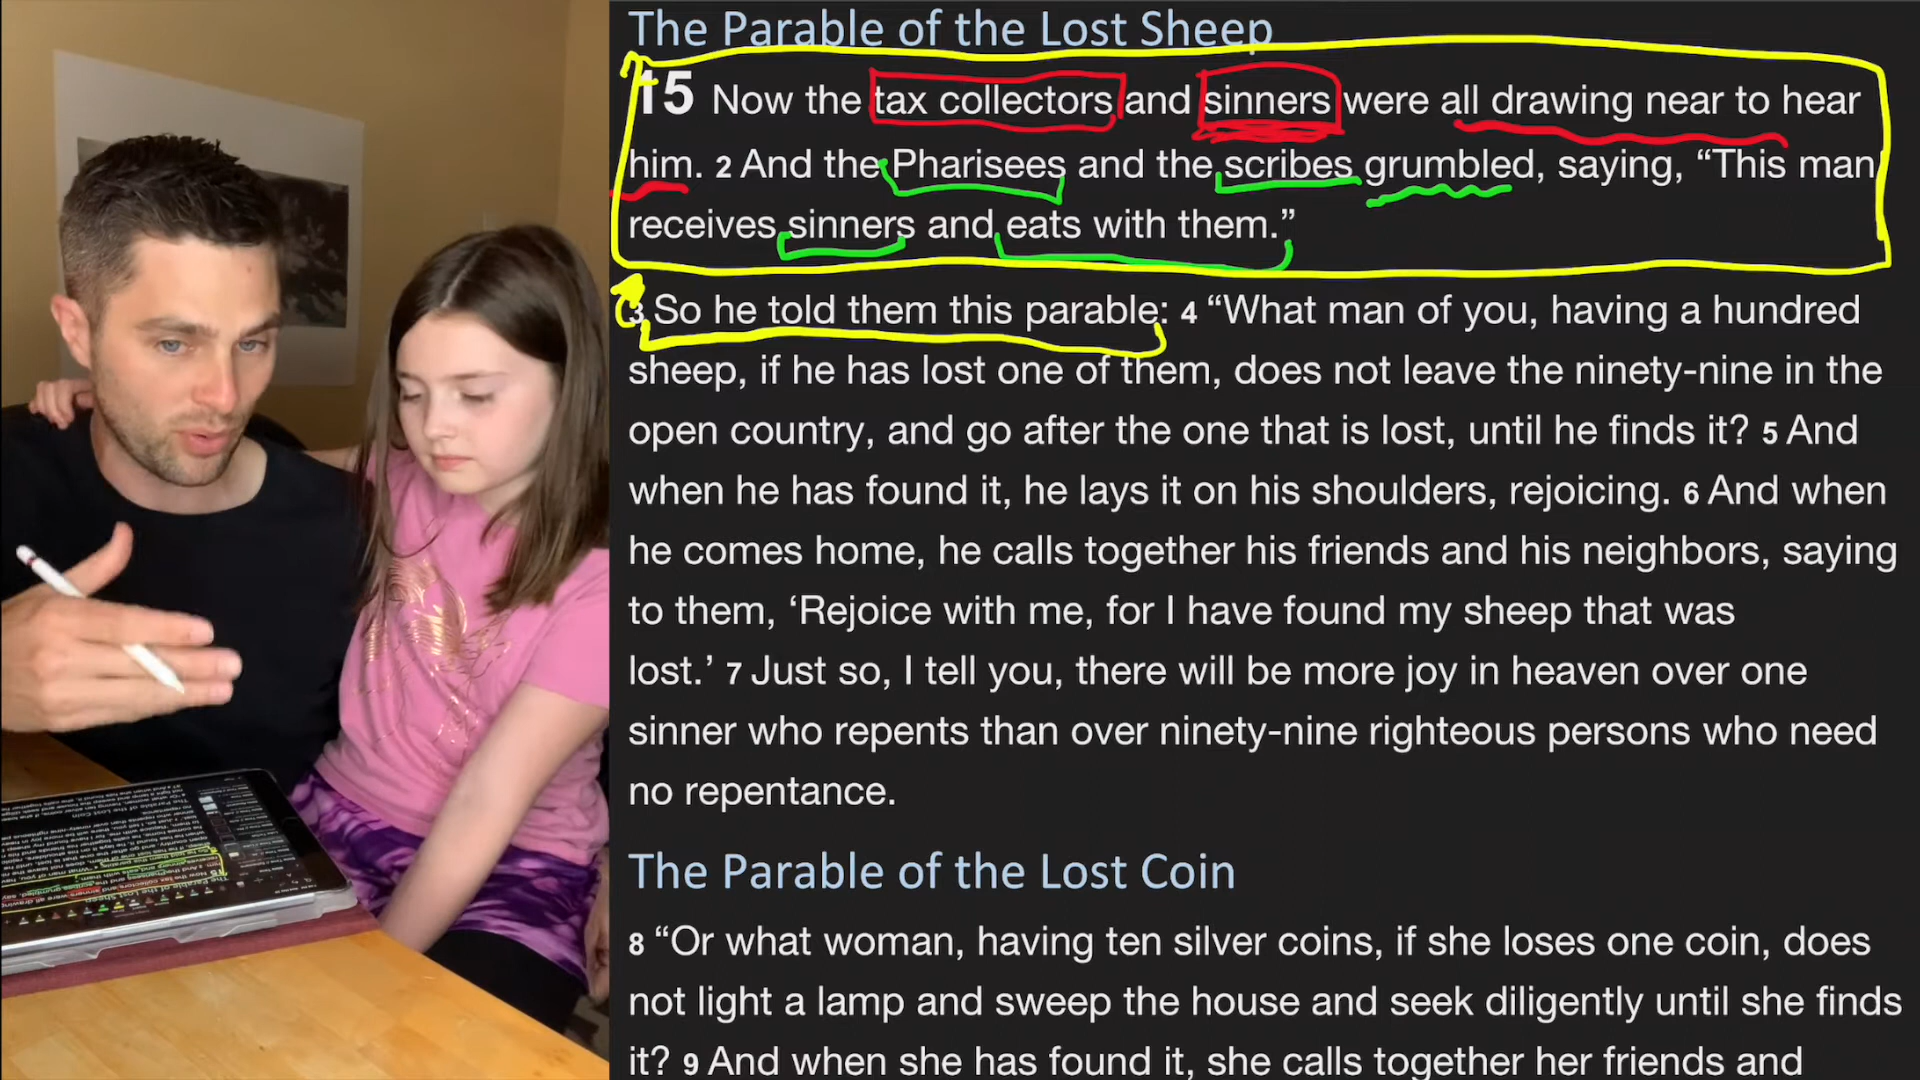 The Parable of the Lost Sheep
15 Now the tax collectors and sinners were all drawing near to hear
him. 2 And the Pharisees and the scribes grumbled, saying, “This man
receives sinners and eats with them.”
3 So he told them this parable: 4 “What man of you, having a hundred
sheep, if he has lost one of them, does not leave the ninety-nine in the
open country, and go after the one that is lost, until he finds it? 5 And
when he has found it, he lays it on his shoulders, rejoicing. 6 And when
he comes home, he calls together his friends and his neighbors, saying
to them, ‘Rejoice with me, for I have found my sheep that was
lost.’ 7 Just so, I tell you, there will be more joy in heaven over one
sinner who repents than over ninety-nine righteous persons who need
no repentance.
The Parable of the Lost Coin
8 “Or what woman, having ten silver coins, if she loses one coin, does
not light a lamp and sweep the house and seek diligently until she finds
it? 9 And when she has found it, she calls together her friends and